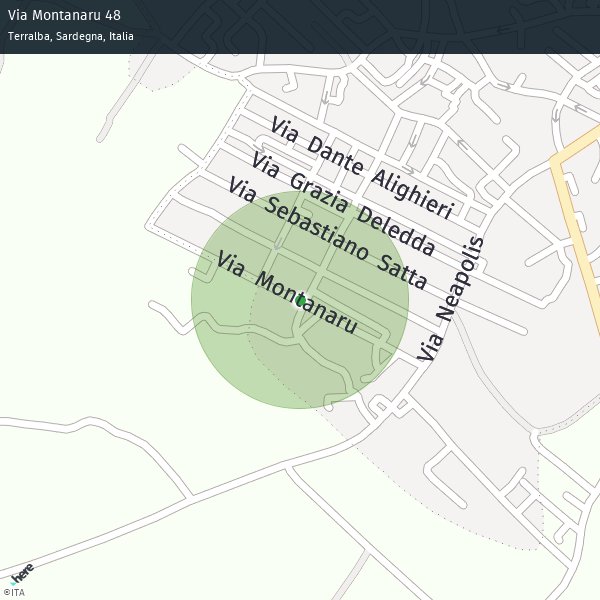 Via Montanaru 48
Terralba, Sardegna, Italia
Via Dante Alighieri
Via Grazia Deledda
Via Sebastiano Satta
Via Neapolis
Via Montanaru
here
©ITA